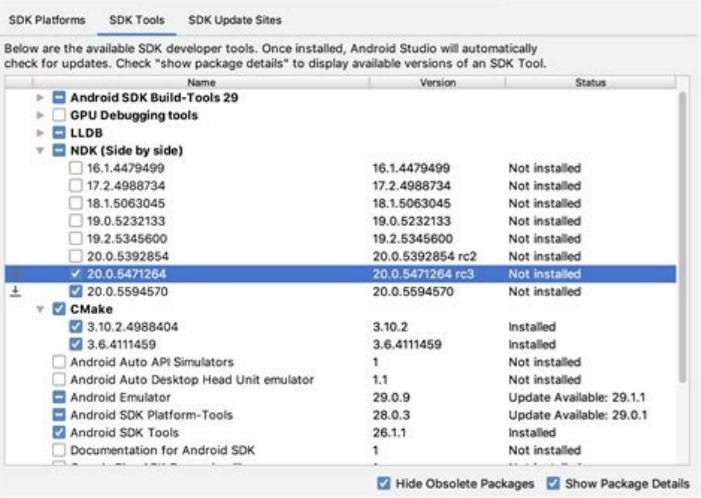 SDK Platforms SDK Tools SDK Update Sites
Below are the available SDK developer tools. Once installed, Android Studio will automatically
check for updates. Check "show package details" to display available versions of an SDK Tool.
Name Version Status
Android SDK Build-Tools 29
GPU Debugging tools
LLDB
NDK (Side by side)
16.1.4479499 16.1.4479499 Not installed
17.2.4988734 17.2.4988734 Not installed
18.1.5063045 18.1.5063045 Not installed
19.0.5232133 19.0.5232133 Not installed
19.2.5345600 19.2.5345600 Not installed
20.0.5392854 20.0.5392854 rc2 Not installed
20.0.5471264 20.0.5471264 rc3 Not installed
20.0.5594570 20.0.5594570 Not installed
CMake
3.10.2.4988404 3.10.2 Installed
3.6.4111459 3.6.4111459 Installed
Android Auto API Simulators 1 Not installed
Android Auto Desktop Head Unit emulator 1.1 Not installed
Android Emulator 29.0.9 Update Available: 29.1.1
Android SDK Platform-Tools 28.0.3 Update Available: 29.0.1
Android SDK Tools 26.1.1 Installed
Documentation for Android SDK 1 Not installed
Hide Obsolete Packages Show Package Details